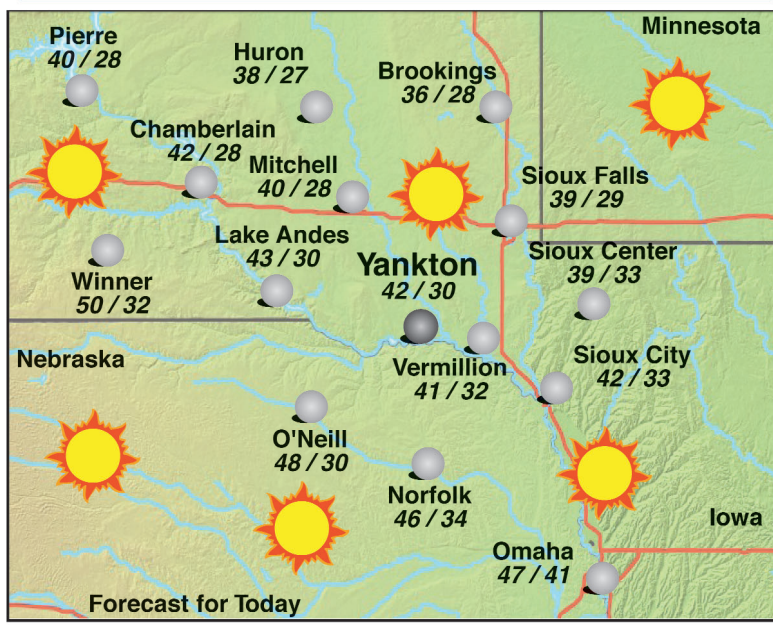 Minnesota
Pierre
40 / 28
Huron
38 / 27
Brookings
36 / 28
Chamberlain
42 / 28
Mitchell
40 / 28
Sioux Falls
39 / 29
Lake Andes
43 / 30
Yankton
42 / 30
Sioux Center
39 / 33
Winner
50 / 32
Nebraska
Vermillion
41 / 32
Sioux City
42 / 33
O'Neill
48 / 30
Norfolk
46 / 34
Iowa
Omaha
47 / 41
Forecast for Today